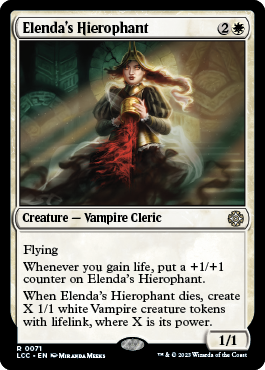 Elenda's Hierophant 2
Creature — Vampire Cleric
Flying
Whenever you gain life, put a +1/+1
counter on Elenda's Hierophant.
When Elenda's Hierophant dies, create
X 1/1 white Vampire creature tokens
with lifelink, where X is its power.
1/1
R 0071
LCC • EN Miranda Meeks
™ & © 2023 Wizards of the Coast